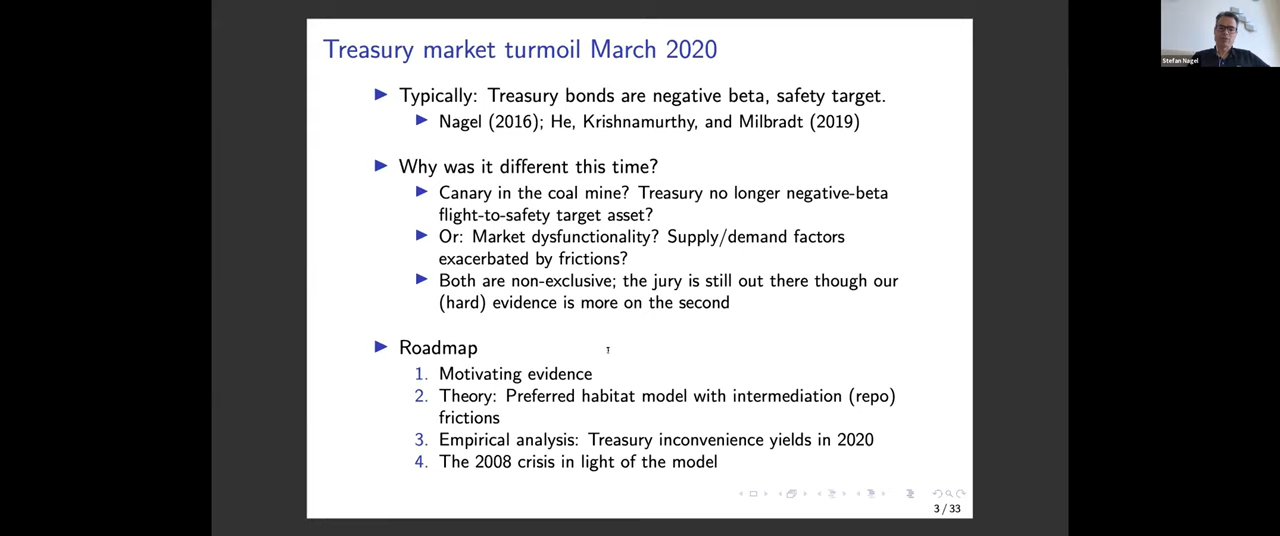 Treasury market turmoil March 2020
Typically: Treasury bonds are negative beta, safety target.
Nagel (2016); He, Krishnamurthy, and Milbradt (2019)
Why was it different this time?
Canary in the coal mine? Treasury no longer negative-beta
flight-to-safety target asset?
Or: Market dysfunctionality? Supply/demand factors
exacerbated by frictions?
Both are non-exclusive; the jury is still out there though our
(hard) evidence is more on the second
Roadmap
1. Motivating evidence
2. Theory: Preferred habitat model with intermediation (repo)
frictions
3. Empirical analysis: Treasury inconvenience yields in 2020
4. The 2008 crisis in light of the model
3 / 33
Stefan Nagel